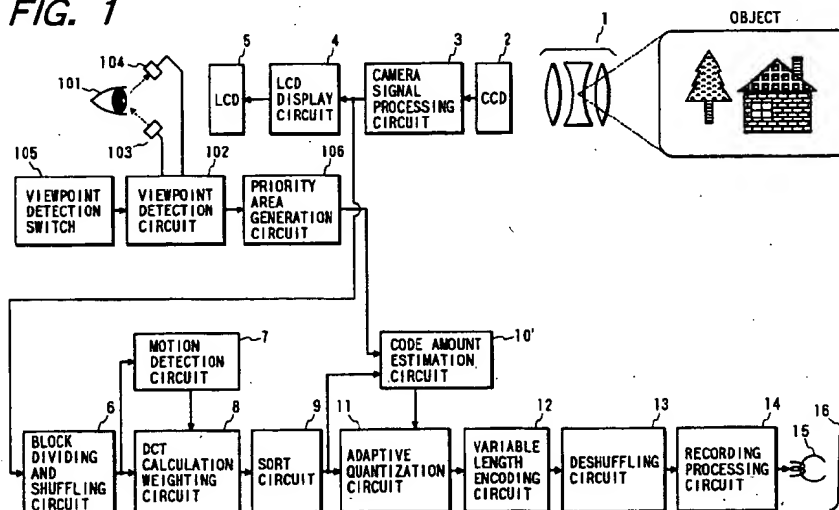 FIG. 1
OBJECT
1
5
4
3
2
104
101
LCD
LCD
DISPLAY
CIRCUIT
CAMERA
SIGNAL
PROCESSING
CIRCUIT
CCD
103
105
102
106
VIEWPOINT
DETECTION
SWITCH
VIEWPOINT
DETECTION
CIRCUIT
PRIORITY
AREA
GENERATION
CIRCUIT
7
10'
MOTION
DETECTION
CIRCUIT
CODE AMOUNT
ESTIMATION
CIRCUIT
6
8
9
11
12
13
14
15
16
BLOCK
DIVIDING
AND
SHUFFLING
CIRCUIT
DCT
CALCULATION
WEIGHTING
CIRCUIT
SORT
CIRCUIT
ADAPTIVE
QUANTIZATION
CIRCUIT
VARIABLE
LENGTH
ENCODING
CIRCUIT
DESHUFFLING
CIRCUIT
RECORDING
PROCESSING
CIRCUIT